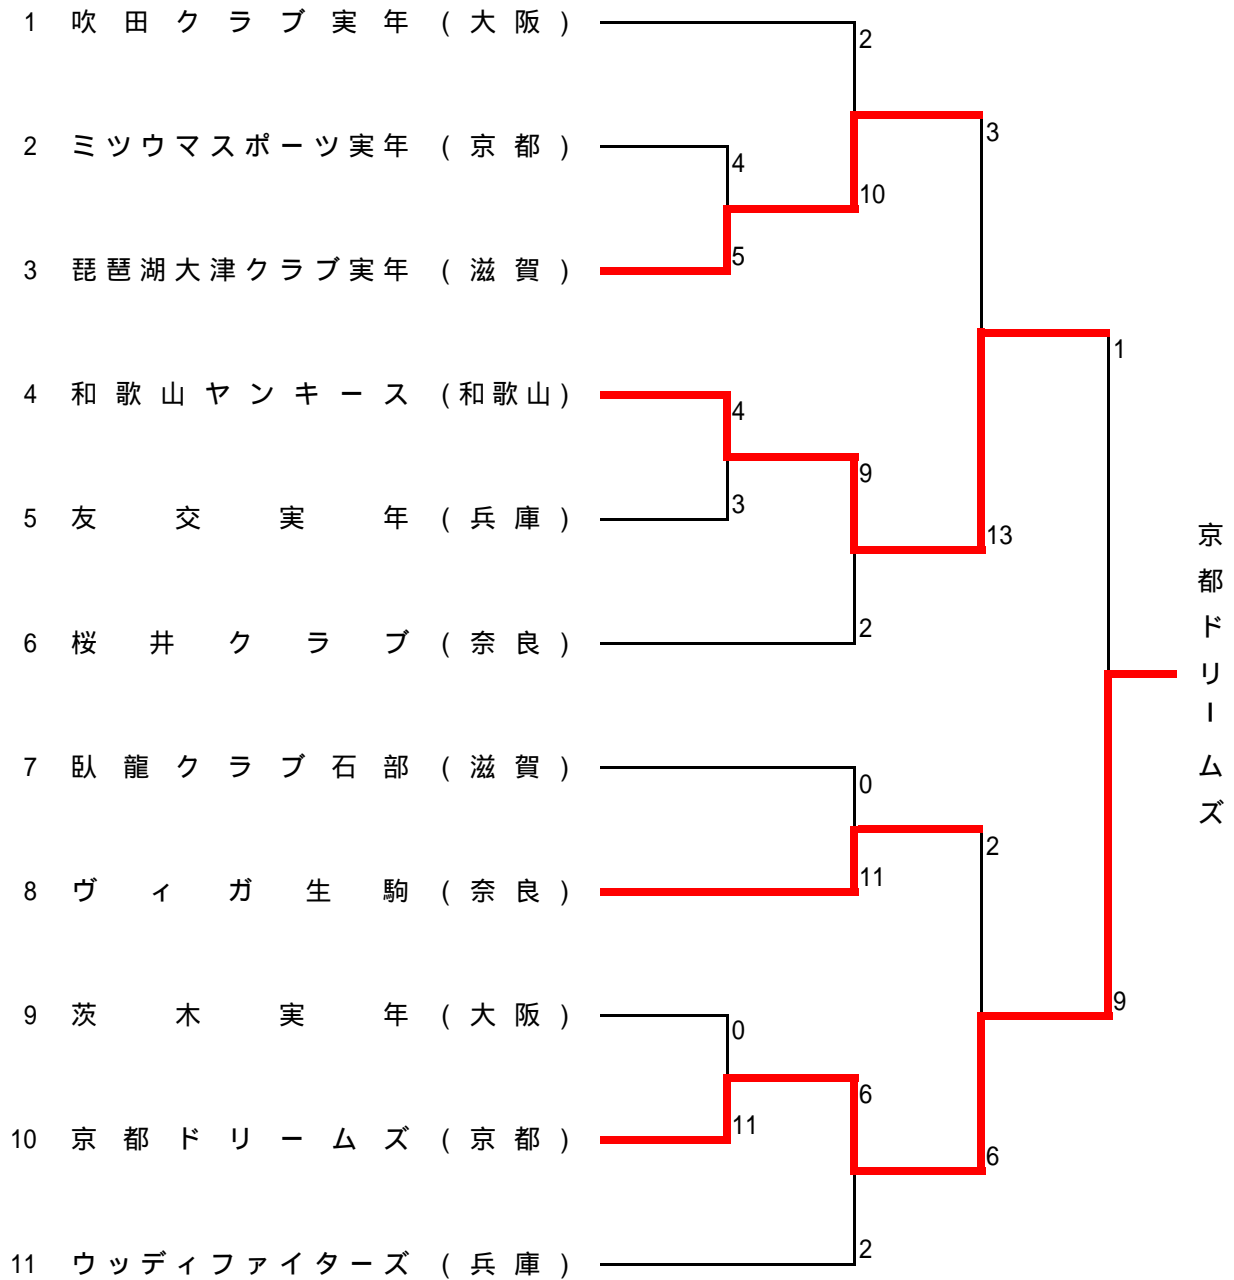 1 吹田クラブ実年 (大阪)
2
3
2 ミツウマスポーツ実年 (京都)
4
10
5
3 琵琶湖大津クラブ実年 (滋賀)
1
4 和歌山ヤンキース (和歌山)
4
9
3
5 友交実年 (兵庫)
13
6 桜井クラブ (奈良)
2
京都ドリームズ
7 臥龍クラブ石部 (滋賀)
0
2
11
8 ヴィガ生駒 (奈良)
9
9 茨木実年 (大阪)
0
6
11
10 京都ドリームズ (京都)
6
2
11 ウッディファイターズ (兵庫)